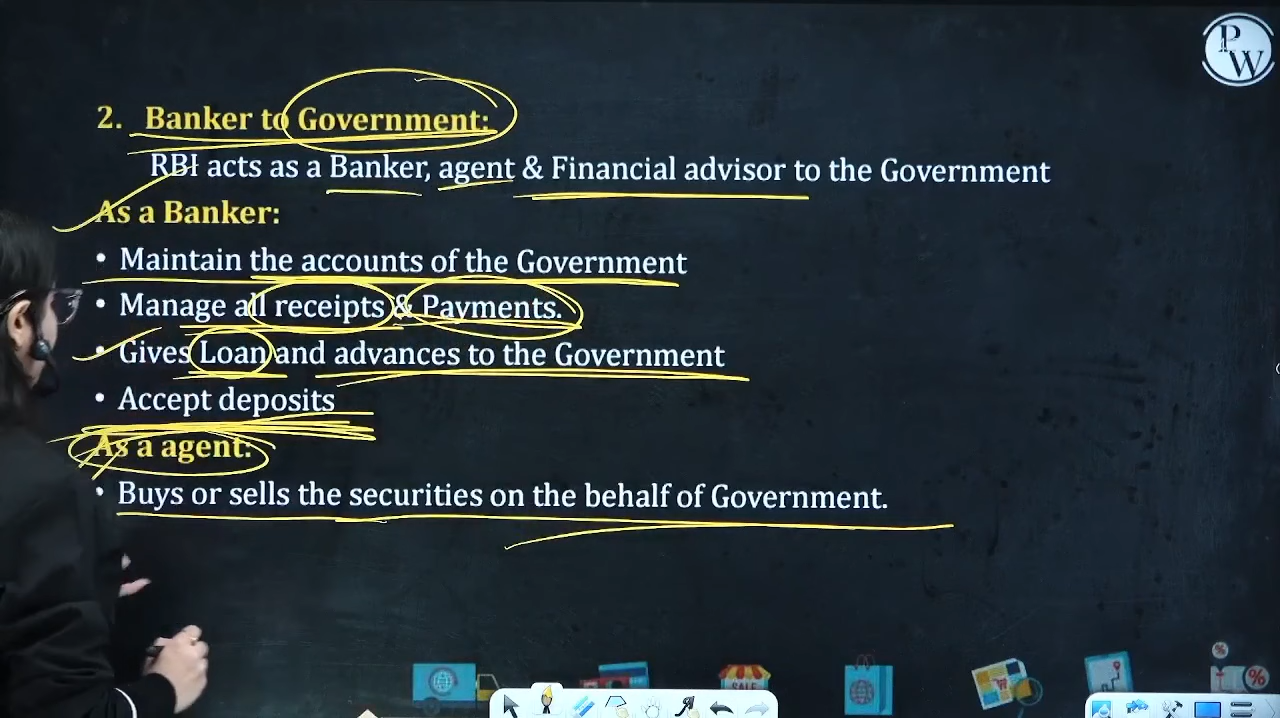 PW
2. Banker to Government:
RBI acts as a Banker, agent & Financial advisor to the Government
As a Banker:
• Maintain the accounts of the Government
• Manage all receipts & Payments.
• Gives Loan and advances to the Government
• Accept deposits
As a agent:
• Buys or sells the securities on the behalf of Government.
SALE
%
%